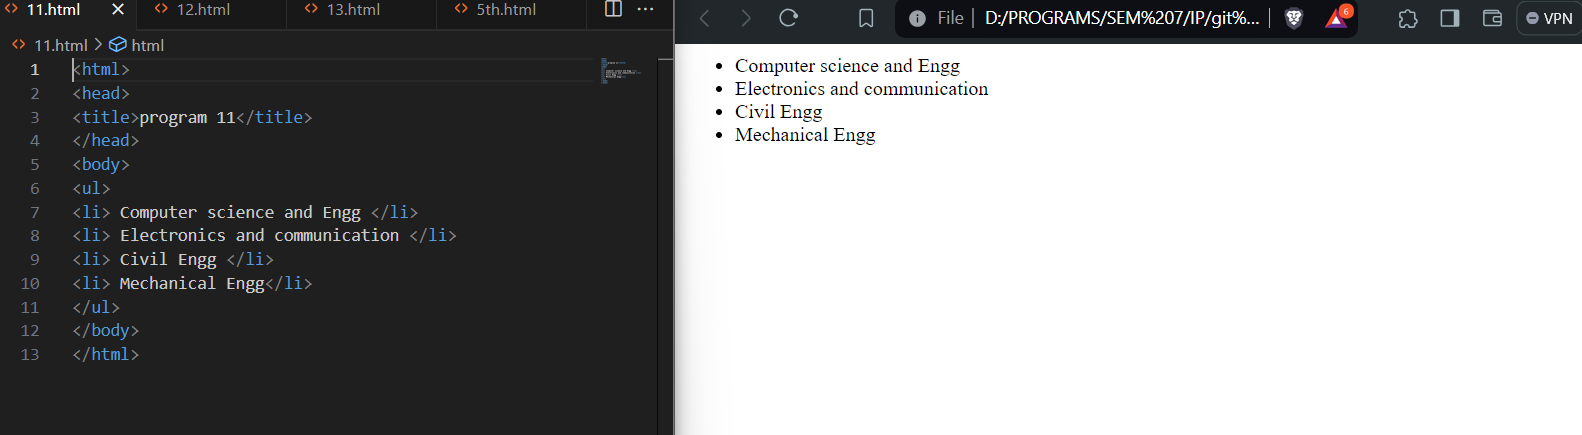 11.html 12.html 13.html 5th.html
11.html > html
1 <html>
2 <head>
3 <title>program 11</title>
4 </head>
5 <body>
6 <ul>
7 <li> Computer science and Engg </li>
8 <li> Electronics and communication </li>
9 <li> Civil Engg </li>
10 <li> Mechanical Engg</li>
11 </ul>
12 </body>
13 </html>
File D:/PROGRAMS/SEM%207/IP/git%... 6 VPN
• Computer science and Engg
• Electronics and communication
• Civil Engg
• Mechanical Engg